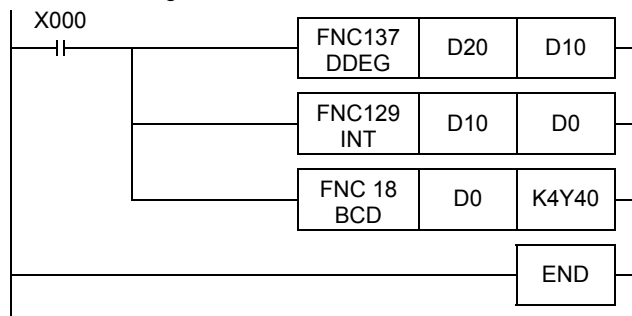 X000
FNC137 DDEG D20 D10
FNC129 INT D10 D0
FNC 18 BCD D0 K4Y40
END